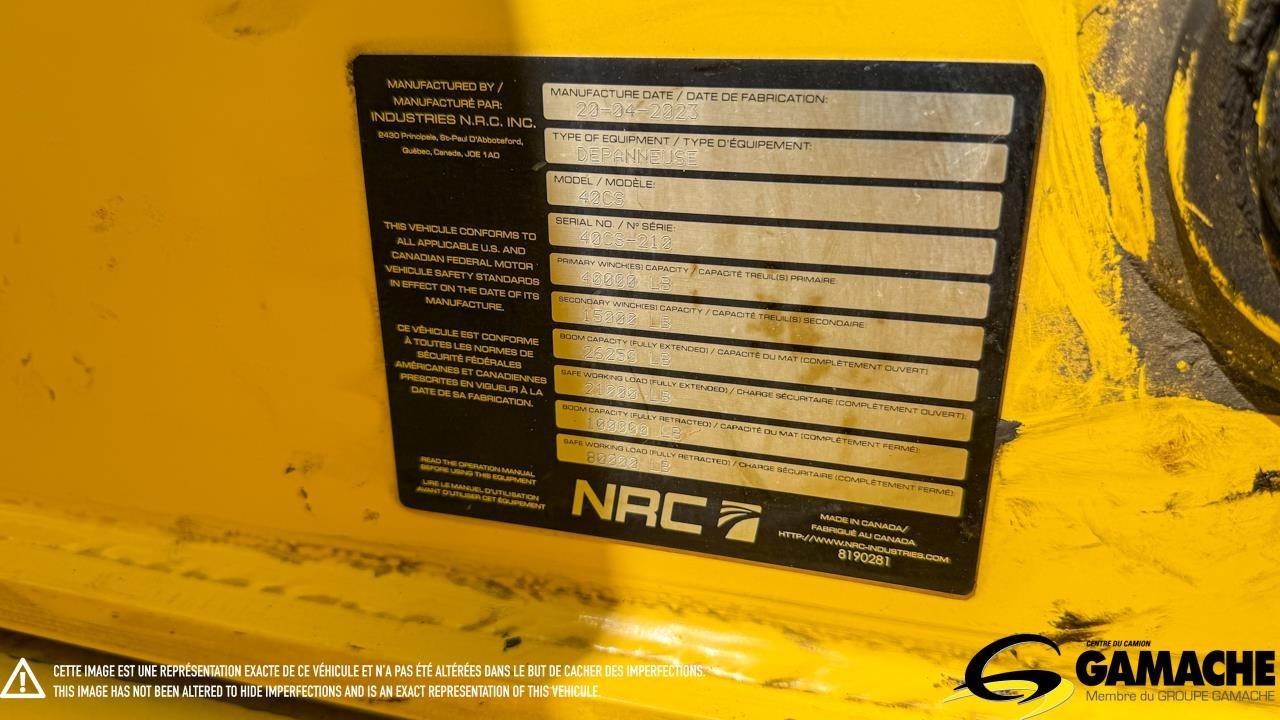 MANUFACTURED BY /
MANUFACTURÉ PAR:
INDUSTRIES N.R.C. INC.
2430 Principale, St-Paul D'Abbotsford,
Québec, Canada, J0E 1A0
THIS VEHICULE CONFORMS TO
ALL APPLICABLE U.S. AND
CANADIAN FEDERAL MOTOR
VEHICULE SAFETY STANDARDS
IN EFFECT ON THE DATE OF ITS
MANUFACTURE.
CE VÉHICULE EST CONFORME
À TOUTES LES NORMES DE
SÉCURITÉ FÉDÉRALES
AMÉRICAINES ET CANADIENNES
PRESCRITES EN VIGUEUR À LA
DATE DE SA FABRICATION.
READ THE OPERATION MANUAL
BEFORE USING THIS EQUIPMENT
LIRE LE MANUEL D'UTILISATION
AVANT D'UTILISER CET ÉQUIPEMENT
MANUFACTURE DATE / DATE DE FABRICATION:
20-04-2023
TYPE OF EQUIPMENT / TYPE D'ÉQUIPEMENT:
DEPANNEUSE
MODEL / MODÈLE:
40CS
SERIAL NO. / N° SÉRIE:
40CS-210
PRIMARY WINCH(ES) CAPACITY / CAPACITÉ TREUIL(S) PRIMAIRE:
40000 LB
SECONDARY WINCH(ES) CAPACITY / CAPACITÉ TREUIL(S) SECONDAIRE:
15000 LB
BOOM CAPACITY (FULLY EXTENDED) / CAPACITÉ DU MAT (COMPLÈTEMENT OUVERT):
26250 LB
SAFE WORKING LOAD (FULLY EXTENDED) / CHARGE SÉCURITAIRE (COMPLÈTEMENT OUVERT):
21000 LB
BOOM CAPACITY (FULLY RETRACTED) / CAPACITÉ DU MAT (COMPLÈTEMENT FERMÉ):
100000 LB
SAFE WORKING LOAD (FULLY RETRACTED) / CHARGE SÉCURITAIRE (COMPLÈTEMENT FERMÉ):
80000 LB
NRC
MADE IN CANADA/
FABRIQUÉ AU CANADA
HTTP://WWW.NRC-INDUSTRIES.COM
8190281
CETTE IMAGE EST UNE REPRÉSENTATION EXACTE DE CE VÉHICULE ET N'A PAS ÉTÉ ALTÉRÉES DANS LE BUT DE CACHER DES IMPERFECTIONS.
THIS IMAGE HAS NOT BEEN ALTERED TO HIDE IMPERFECTIONS AND IS AN EXACT REPRESENTATION OF THIS VEHICULE.
CENTRE DU CAMION
GAMACHE
Membre du GROUPE GAMACHE